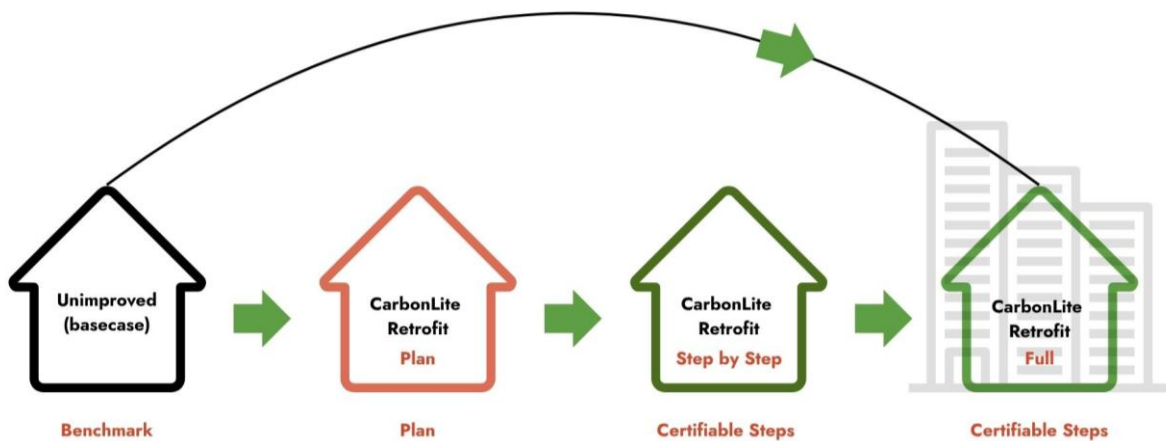 Unimproved
(basecase)
CarbonLite
Retrofit
Plan
CarbonLite
Retrofit
Step by Step
CarbonLite
Retrofit
Full
Benchmark
Plan
Certifiable Steps
Certifiable Steps